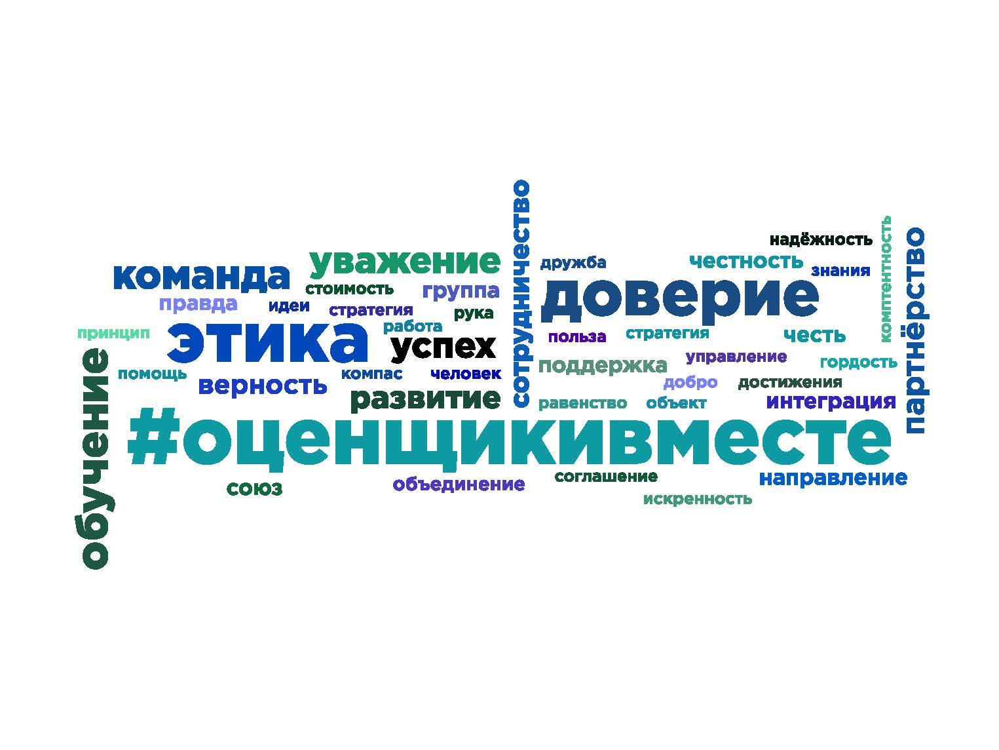 сотрудничество
надёжность
комптентность
партнёрство
уважение
команда
дружба
честность
знания
стоимость
группа
доверие
правда
идеи
стратегия
рука
этика
работа
принцип
успех
польза
стратегия
честь
обучение
помощь
верность
компас
человек
поддержка
управление
гордость
добро
достижения
развитие
равенство
объект
интеграция
#оценщикивместе
союз
объединение
соглашение
направление
искренность